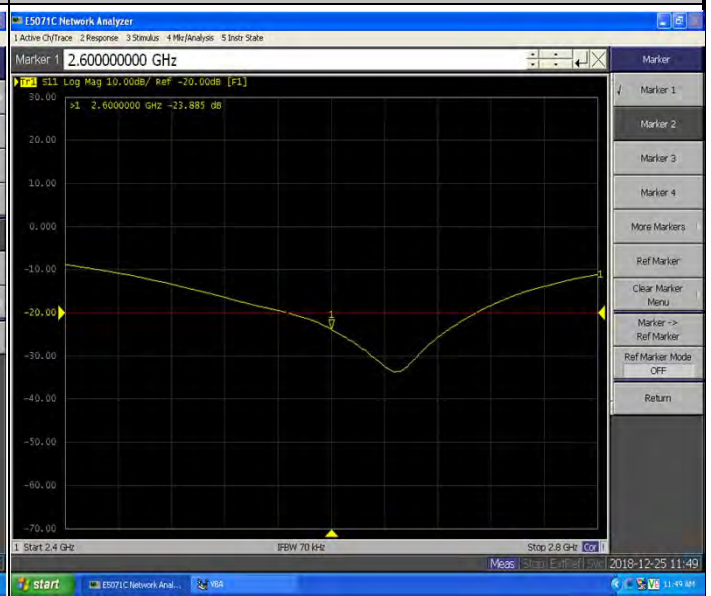 E5071C Network Analyzer
1 Active Ch/Trace 2 Response 3 Stimulus 4 Mkr/Analysis 5 Instr State
Marker 1 2.600000000 GHz
Marker
Tr1 S11 Log Mag 10.00dB/ Ref -20.00dB [F1]
>1 2.6000000 GHz -23.885 dB
30.00
20.00
10.00
0.000
-10.00
-20.00
-30.00
-40.00
-50.00
-60.00
-70.00
1
1
Marker 1
Marker 2
Marker 3
Marker 4
More Markers
Ref Marker
Clear Marker
Menu
Marker ->
Ref Marker
Ref Marker Mode
OFF
Return
1 Start 2.4 GHz
IFBW 70 kHz
Stop 2.8 GHz Cor !
Meas Stop ExtRef Svc 2018-12-25 11:49
start
E5071C Network Anal...
VBA
11:49 AM